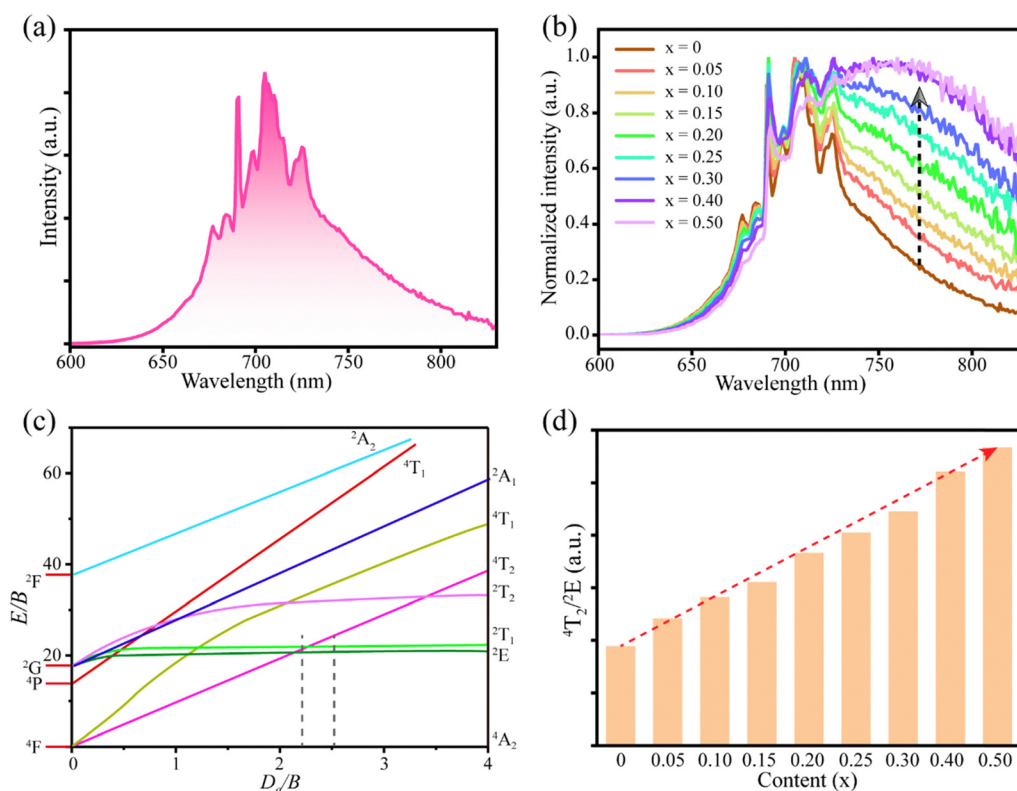 (a)
Intensity (a.u.)
600 650 700 750 800
Wavelength (nm)
(b)
Normalized intensity (a.u.)
1.0
0.8
0.6
0.4
0.2
0.0
x = 0
x = 0.05
x = 0.10
x = 0.15
x = 0.20
x = 0.25
x = 0.30
x = 0.40
x = 0.50
600 650 700 750 800
Wavelength (nm)
(c)
E/B
60
40
20
0
²F
²G
⁴P
⁴F
²A₂
⁴T₁
²A₁
⁴T₁
⁴T₂
²T₂
²T₁
²E
⁴A₂
0 1 2 3 4
D_q/B
(d)
⁴T₂/²E (a.u.)
0 0.05 0.10 0.15 0.20 0.25 0.30 0.40 0.50
Content (x)